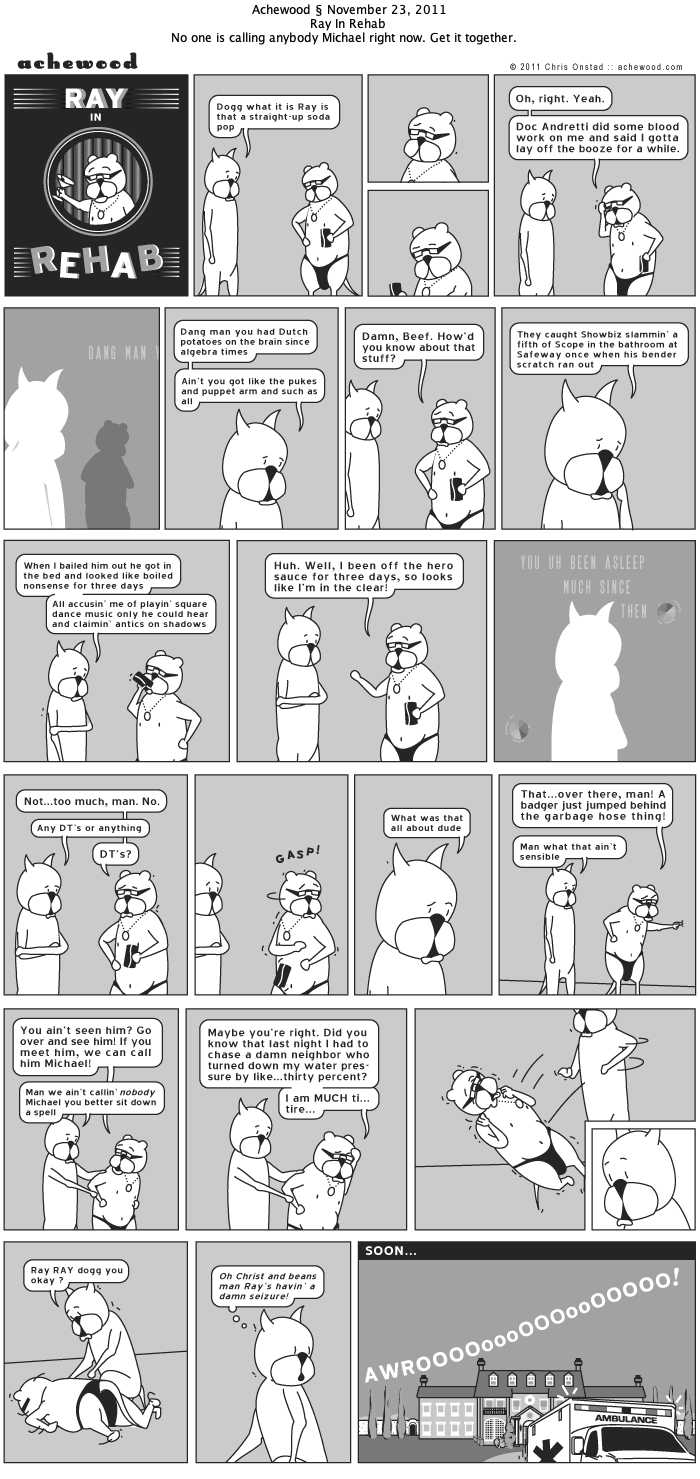 Achewood § November 23, 2011
Ray In Rehab
No one is calling anybody Michael right now. Get it together.
achewood
© 2011 Chris Onstad :: achewood.com
RAY
IN
REHAB
Dogg what it is Ray is
that a straight-up soda
pop
Oh, right. Yeah.
Doc Andretti did some blood
work on me and said I gotta
lay off the booze for a while.
DANG MAN Y
Dang man you had Dutch
potatoes on the brain since
algebra times
Ain't you got like the pukes
and puppet arm and such as
all
Damn, Beef. How'd
you know about that
stuff?
They caught Showbiz slammin' a
fifth of Scope in the bathroom at
Safeway once when his bender
scratch ran out
When I bailed him out he got in
the bed and looked like boiled
nonsense for three days
All accusin' me of playin' square
dance music only he could hear
and claimin' antics on shadows
Huh. Well, I been off the hero
sauce for three days, so looks
like I'm in the clear!
YOU UH BEEN ASLEEP
MUCH SINCE
THEN
Not...too much, man. No.
Any DT's or anything
DT's?
GASP!
What was that
all about dude
That...over there, man! A
badger just jumped behind
the garbage hose thing!
Man what that ain't
sensible
You ain't seen him? Go
over and see him! If you
meet him, we can call
him Michael!
Man we ain't callin' nobody
Michael you better sit down
a spell
Maybe you're right. Did you
know that last night I had to
chase a damn neighbor who
turned down my water pres-
sure by like...thirty percent?
I am MUCH ti...
tire...
Ray RAY dogg you
okay ?
Oh Christ and beans
man Ray's havin' a
damn seizure!
SOON...
AWROOOOoooOOOooOOOOO!
AMBULANCE